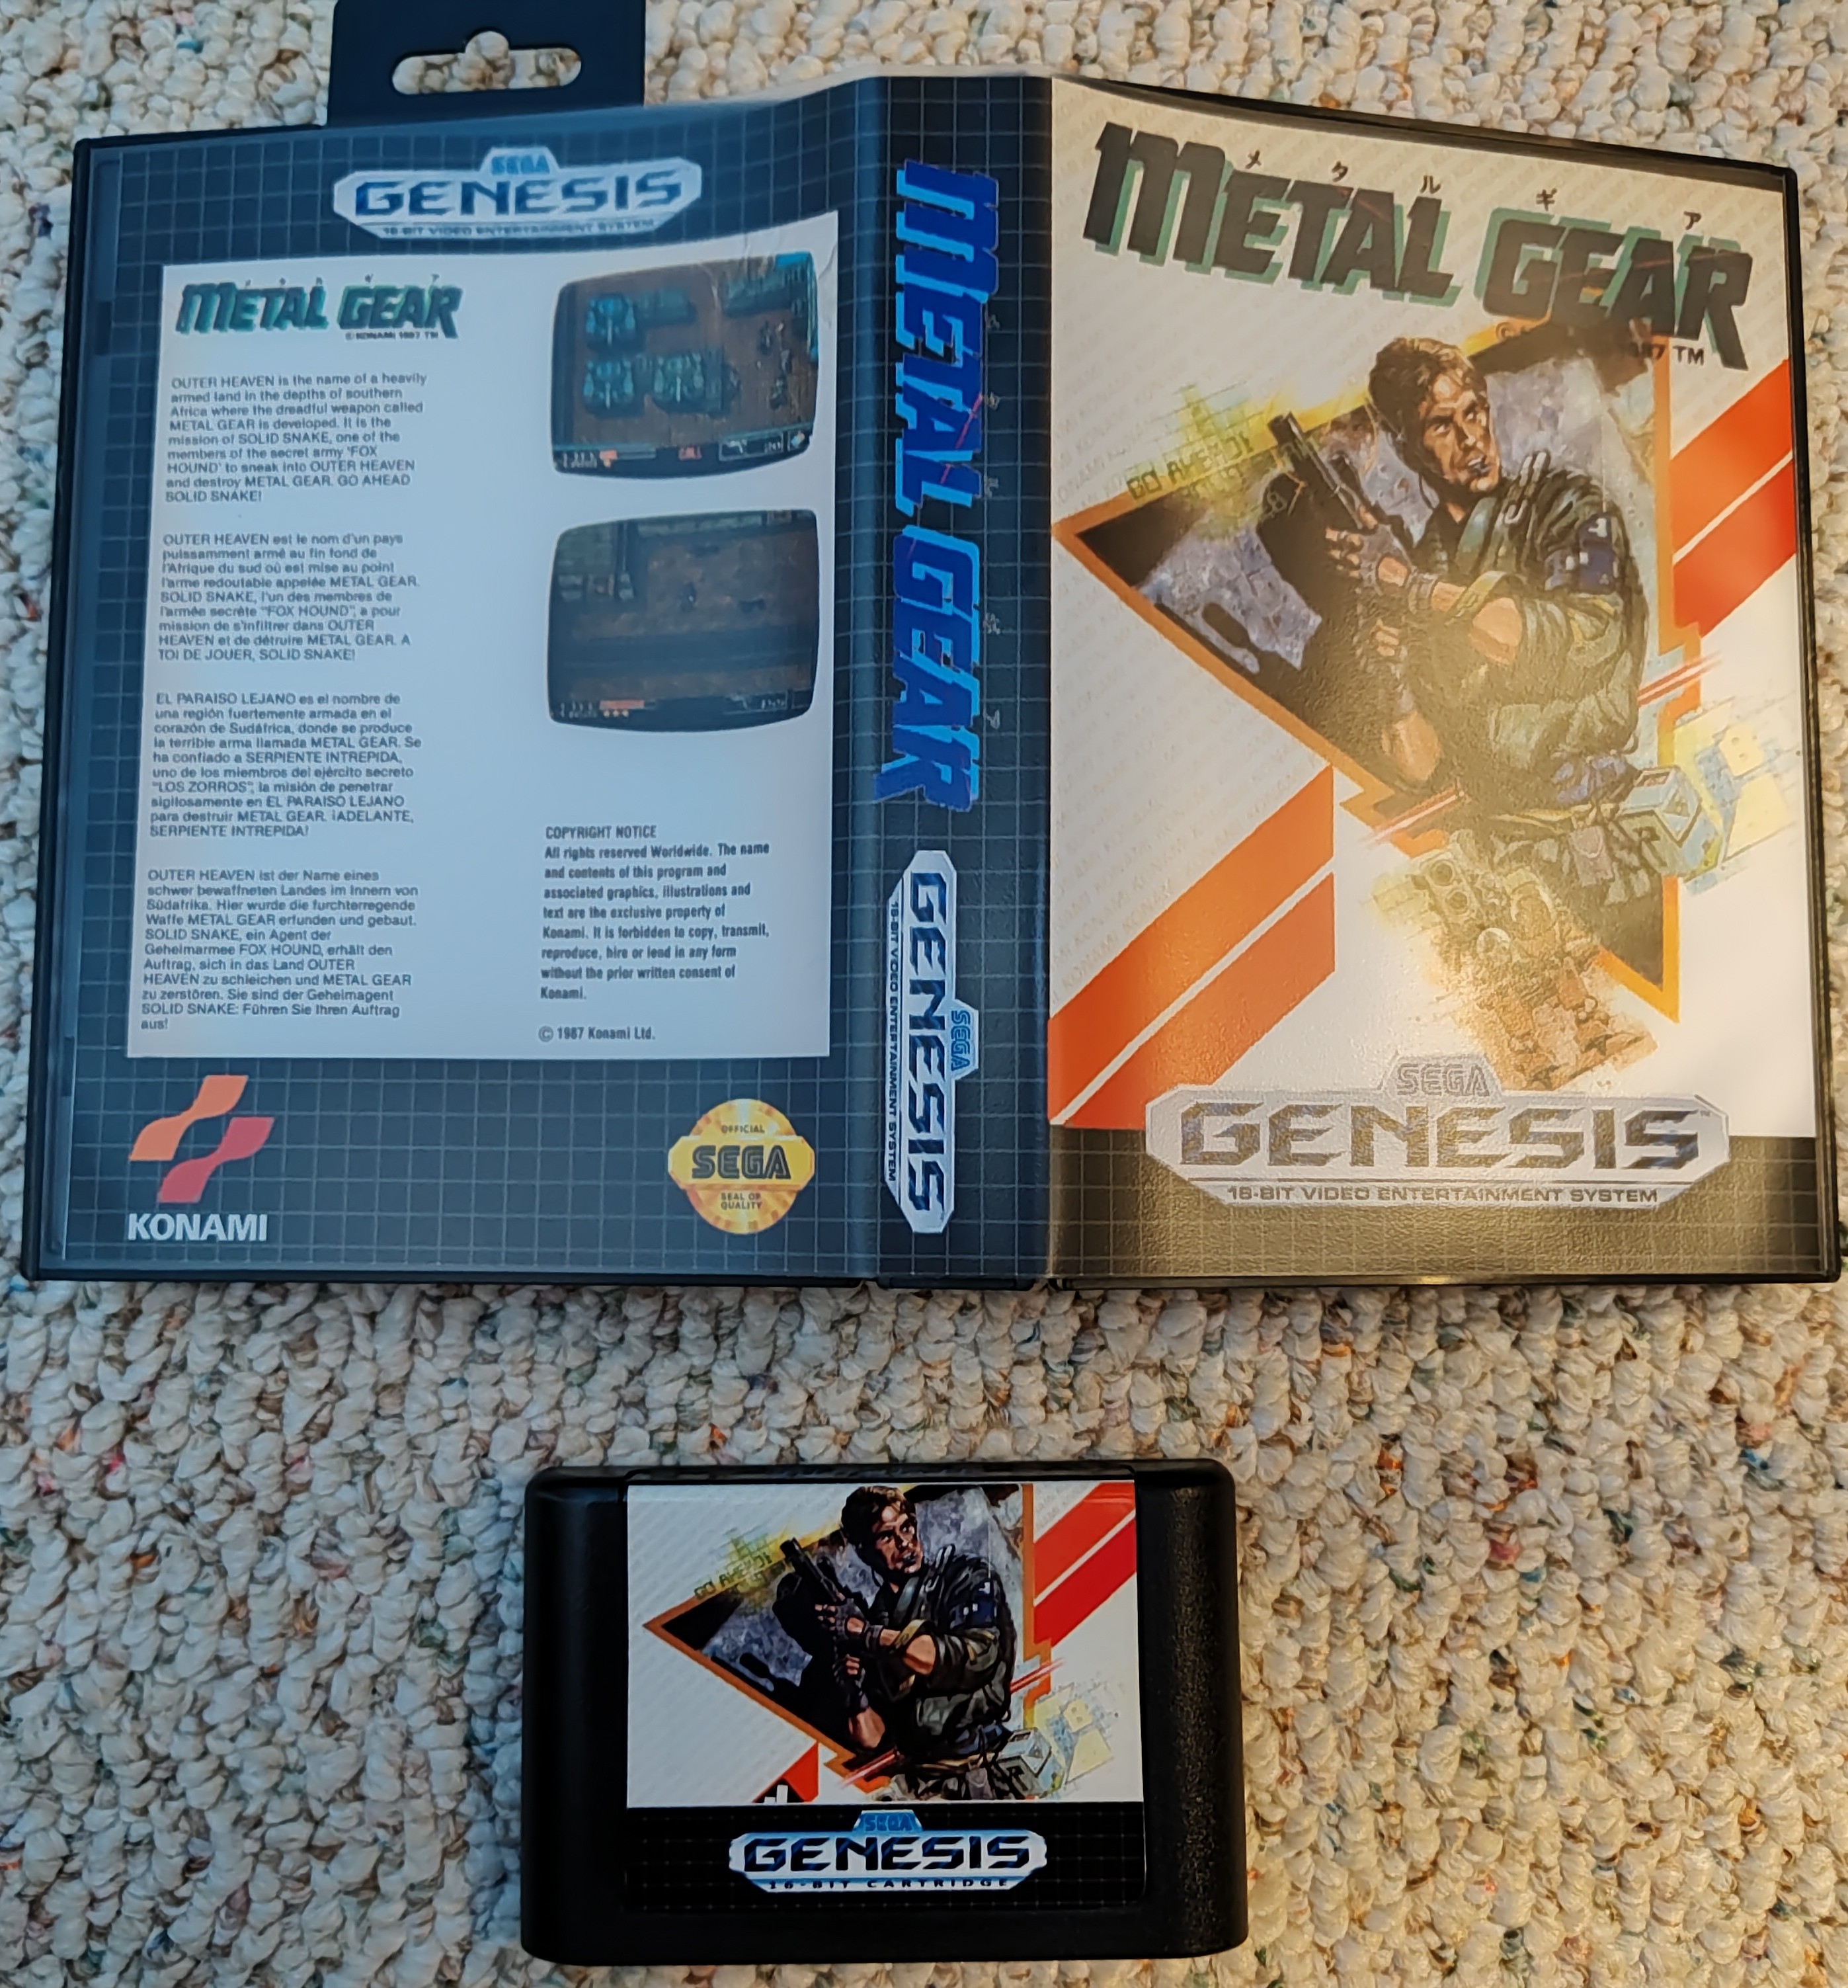 SEGA
GENESIS
16-BIT VIDEO ENTERTAINMENT SYSTEM
METAL GEAR
© KONAMI 1987 TM
OUTER HEAVEN is the name of a heavily
armed land in the depths of southern
Africa where the dreadful weapon called
METAL GEAR is developed. It is the
mission of SOLID SNAKE, one of the
members of the secret army 'FOX
HOUND' to sneak into OUTER HEAVEN
and destroy METAL GEAR. GO AHEAD
SOLID SNAKE!
OUTER HEAVEN est le nom d'un pays
puissamment armé au fin fond de
l'Afrique du sud où est mise au point
l'arme redoutable appelée METAL GEAR.
SOLID SNAKE, l'un des membres de
l'armée secrète "FOX HOUND", a pour
mission de s'infiltrer dans OUTER
HEAVEN et de détruire METAL GEAR. A
TOI DE JOUER, SOLID SNAKE!
EL PARAISO LEJANO es el nombre de
una región fuertemente armada en el
corazón de Sudáfrica, donde se produce
la terrible arma llamada METAL GEAR. Se
ha confiado a SERPIENTE INTREPIDA,
uno de los miembros del ejército secreto
"LOS ZORROS", la misión de penetrar
sigilosamente en EL PARAISO LEJANO
para destruir METAL GEAR. ¡ADELANTE,
SERPIENTE INTREPIDA!
OUTER HEAVEN ist der Name eines
schwer bewaffneten Landes im Innern von
Südafrika. Hier wurde die furchterregende
Waffe METAL GEAR erfunden und gebaut.
SOLID SNAKE, ein Agent der
Geheimarmee FOX HOUND, erhält den
Auftrag, sich in das Land OUTER
HEAVEN zu schleichen und METAL GEAR
zu zerstören. Sie sind der Geheimagent
SOLID SNAKE: Führen Sie Ihren Auftrag
aus!
CALL
COPYRIGHT NOTICE
All rights reserved Worldwide. The name
and contents of this program and
associated graphics, illustrations and
text are the exclusive property of
Konami. It is forbidden to copy, transmit,
reproduce, hire or lend in any form
without the prior written consent of
Konami.
© 1987 Konami Ltd.
KONAMI
OFFICIAL
SEGA
SEAL OF
QUALITY
METAL GEAR
SEGA
GENESIS
16-BIT VIDEO ENTERTAINMENT SYSTEM
メタルギア
METAL GEAR
TM
SEGA
GENESIS
16-BIT VIDEO ENTERTAINMENT SYSTEM
SEGA
GENESIS
16-BIT CARTRIDGE